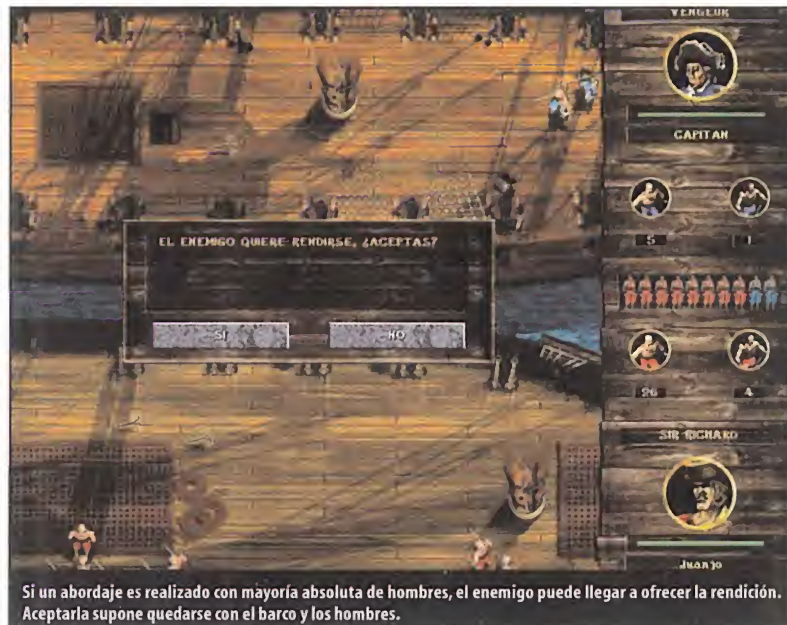 VENGEUR
CAPITAN
5 1
EL ENEMIGO QUIERE RENDIRSE, ¿ACEPTAS?
SI NO
26 4
SIR RICHARD
Juanjo
Si un abordaje es realizado con mayoría absoluta de hombres, el enemigo puede llegar a ofrecer la rendición.
Aceptarla supone quedarse con el barco y los hombres.